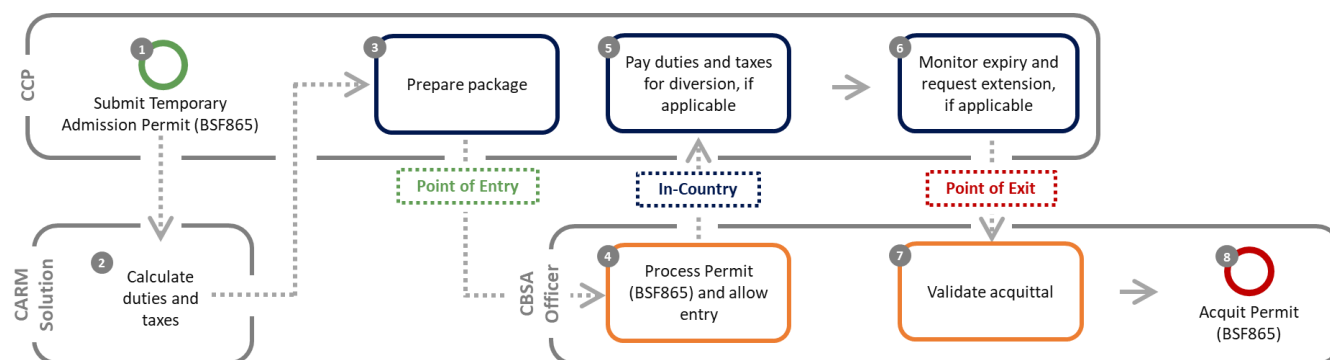 CCP
1
Submit Temporary
Admission Permit (BSF865)
3
Prepare package
5
Pay duties and taxes
for diversion, if
applicable
6
Monitor expiry and
request extension,
if applicable
Point of Entry
In-Country
Point of Exit
CARM
Solution
2
Calculate
duties and
taxes
CBSA
Officer
4
Process Permit
(BSF865) and allow
entry
7
Validate acquittal
8
Acquit Permit
(BSF865)